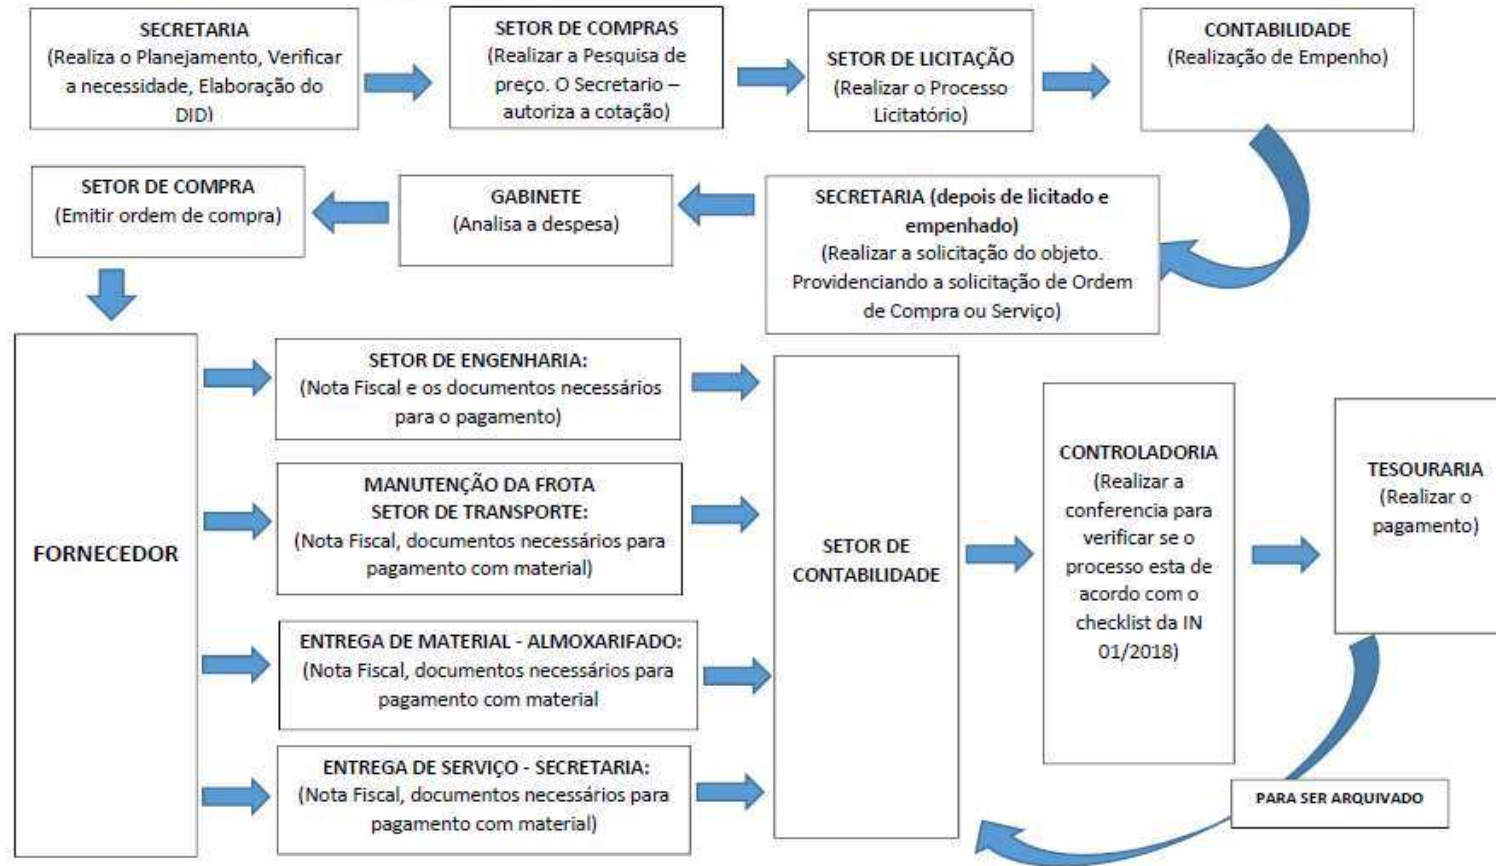 SECRETARIA
(Realiza o Planejamento, Verificar
a necessidade, Elaboração do
DID)
SETOR DE COMPRAS
(Realizar a Pesquisa de
preço. O Secretario –
autoriza a cotação)
SETOR DE LICITAÇÃO
(Realizar o Processo
Licitatório)
CONTABILIDADE
(Realização de Empenho)
SETOR DE COMPRA
(Emitir ordem de compra)
GABINETE
(Analisa a despesa)
SECRETARIA (depois de licitado e
empenhado)
(Realizar a solicitação do objeto.
Providenciando a solicitação de Ordem
de Compra ou Serviço)
FORNECEDOR
SETOR DE ENGENHARIA:
(Nota Fiscal e os documentos necessários
para o pagamento)
MANUTENÇÃO DA FROTA
SETOR DE TRANSPORTE:
(Nota Fiscal, documentos necessários para
pagamento com material)
ENTREGA DE MATERIAL - ALMOXARIFADO:
(Nota Fiscal, documentos necessários para
pagamento com material
ENTREGA DE SERVIÇO - SECRETARIA:
(Nota Fiscal, documentos necessários para
pagamento com material)
SETOR DE
CONTABILIDADE
CONTROLADORIA
(Realizar a
conferencia para
verificar se o
processo esta de
acordo com o
checklist da IN
01/2018)
TESOURARIA
(Realizar o
pagamento)
PARA SER ARQUIVADO